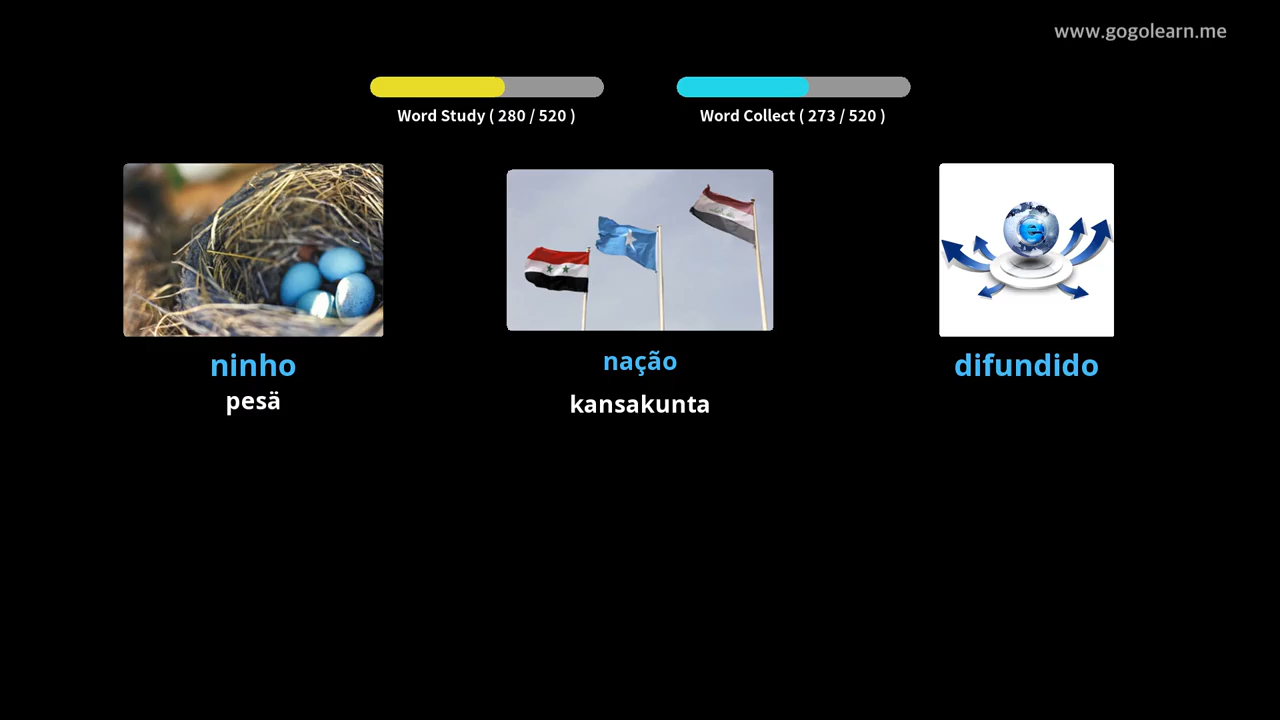 www.gogolearn.me
Word Study ( 280 / 520 )
Word Collect ( 273 / 520 )
ninho
pesä
nação
kansakunta
difundido